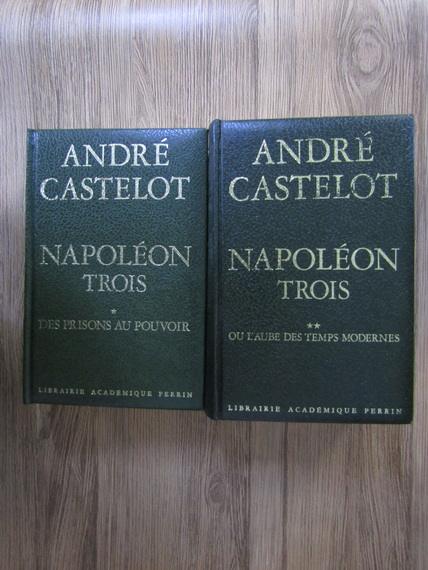 ANDRÉ
CASTELOT
NAPOLÉON
TROIS
*
DES PRISONS AU POUVOIR
LIBRAIRIE ACADÉMIQUE PERRIN
ANDRÉ
CASTELOT
NAPOLÉON
TROIS
**
OU L'AUBE DES TEMPS MODERNES
LIBRAIRIE ACADÉMIQUE PERRIN